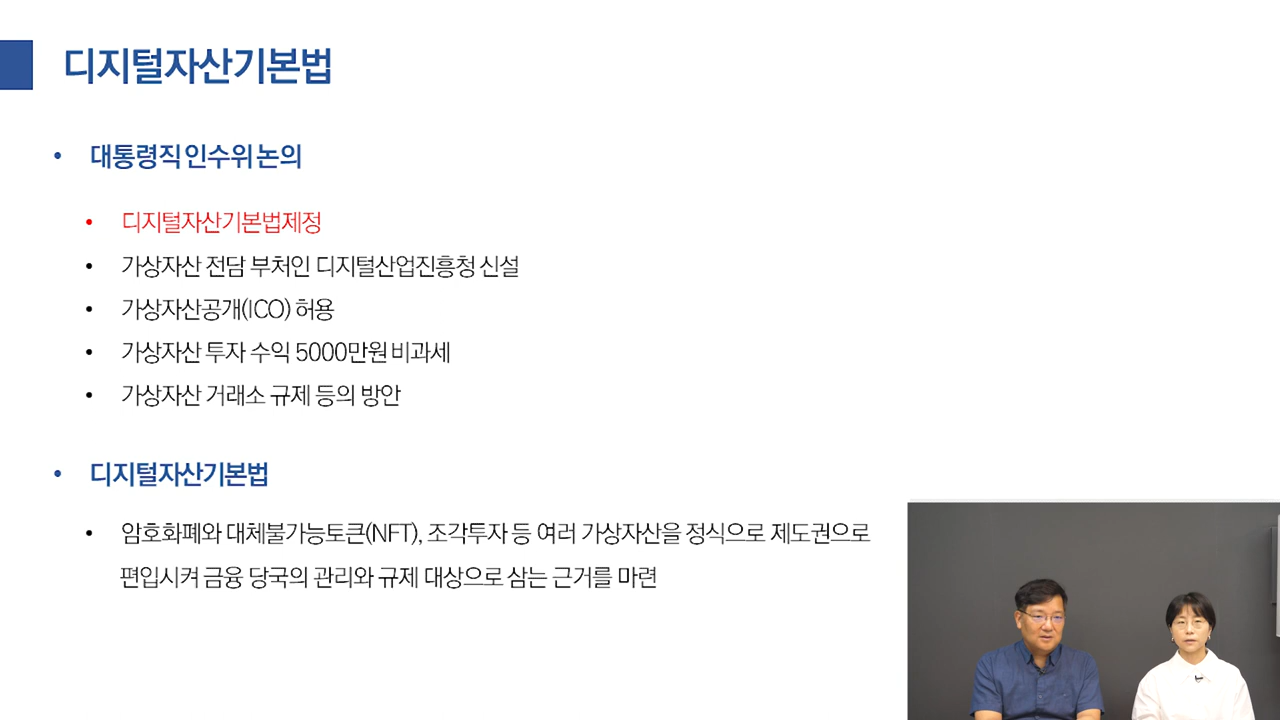 디지털자산기본법
• 대통령직 인수위 논의
• 디지털자산기본법제정
• 가상자산 전담 부처인 디지털산업진흥청 신설
• 가상자산공개(ICO) 허용
• 가상자산 투자 수익 5000만원 비과세
• 가상자산 거래소 규제 등의 방안
• 디지털자산기본법
• 암호화폐와 대체불가능토큰(NFT), 조각투자 등 여러 가상자산을 정식으로 제도권으로
편입시켜 금융 당국의 관리와 규제 대상으로 삼는 근거를 마련